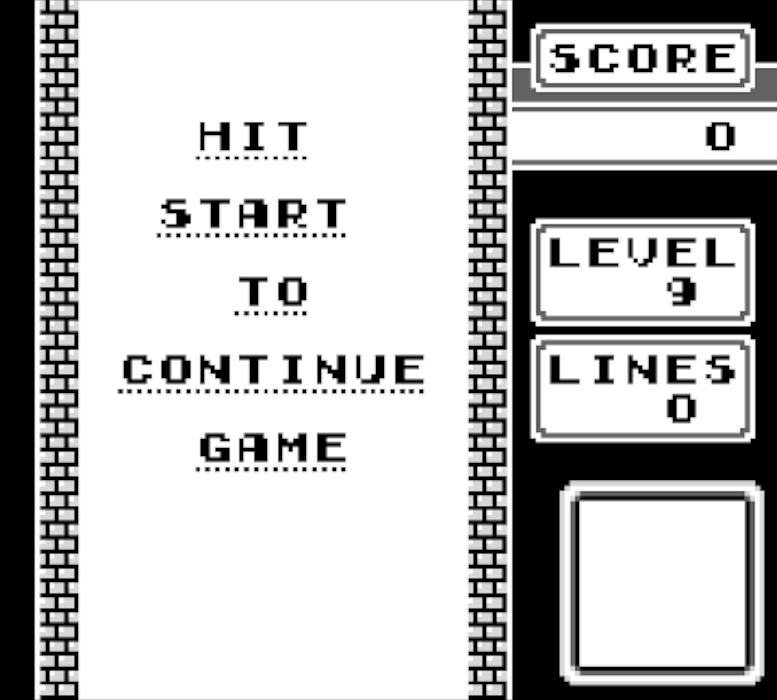 HIT
START
TO
CONTINUE
GAME
SCORE
0
LEVEL
9
LINES
0